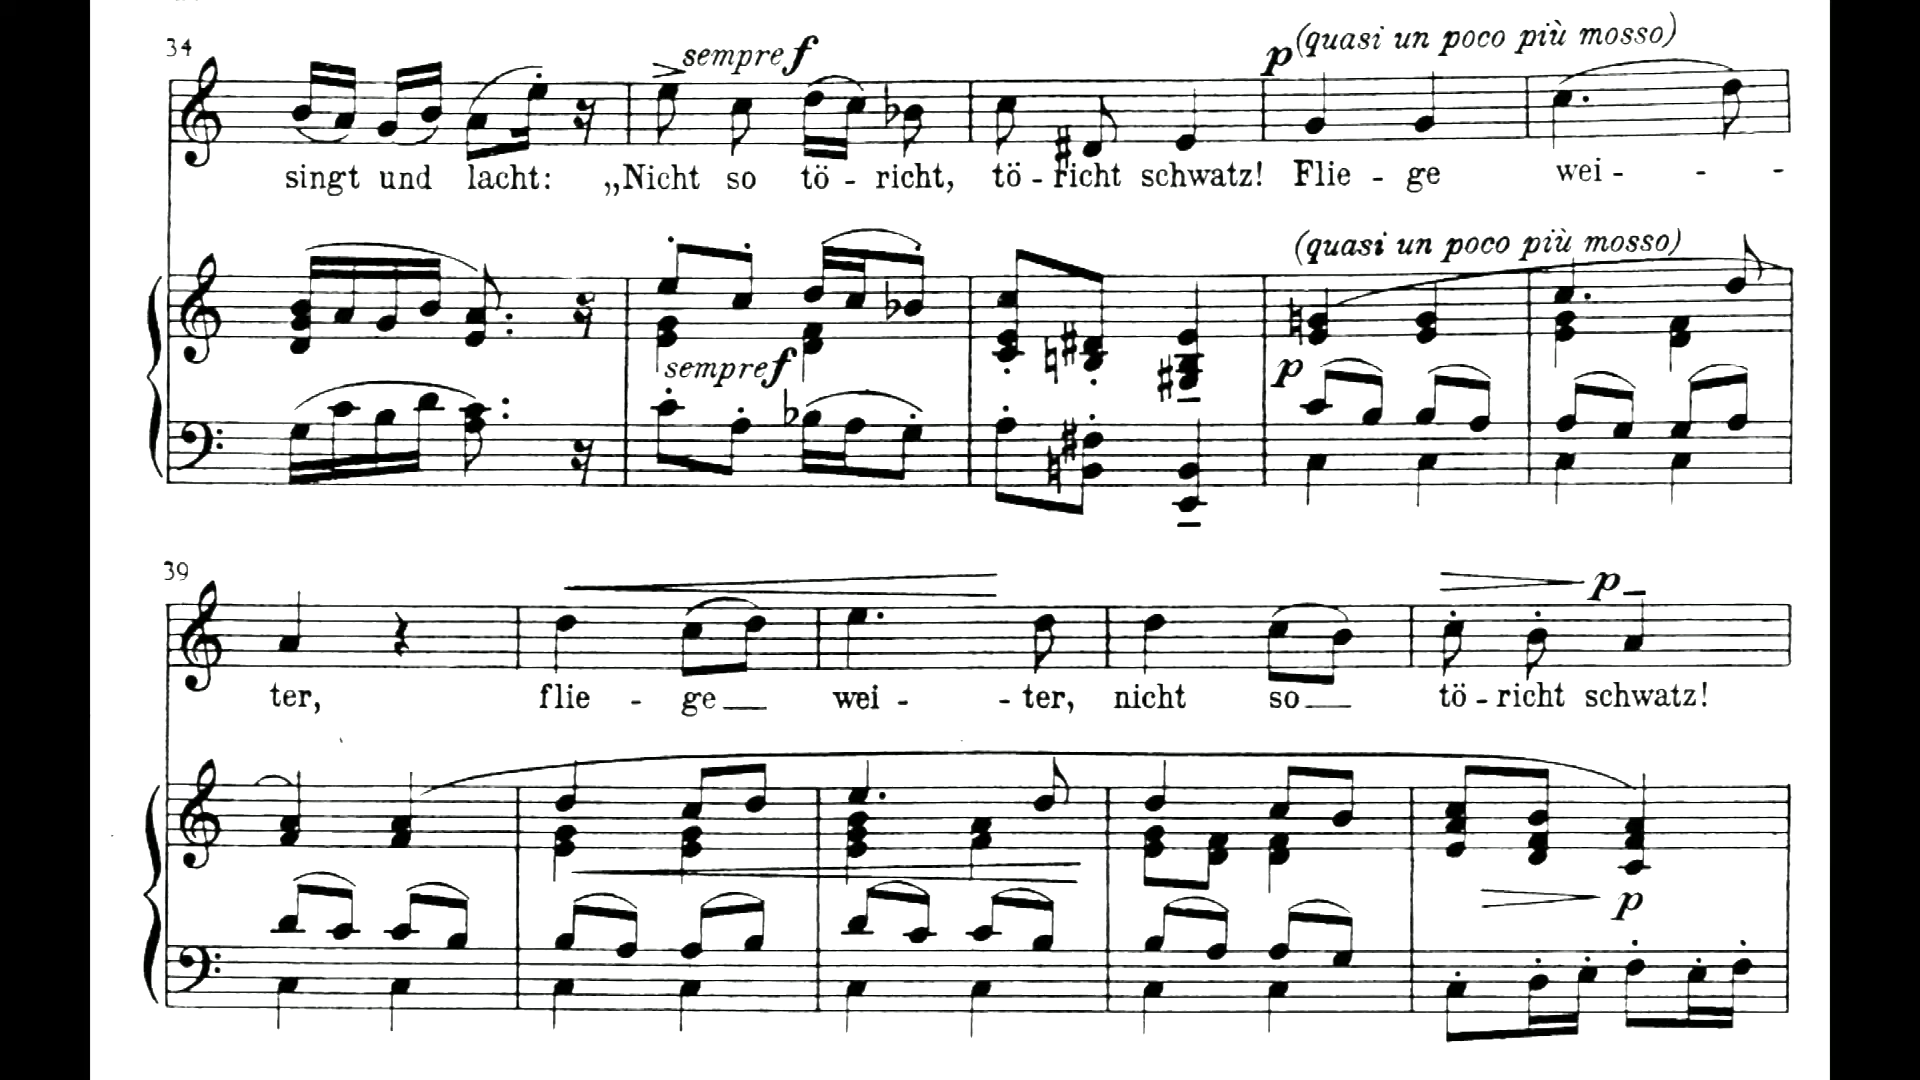 34
sempre f
p (quasi un poco più mosso)
singt und lacht: „Nicht so tö - richt, tö - richt schwatz! Flie - ge wei - - -
(quasi un poco più mosso)
sempre f
p
39
p
ter, flie - ge wei - - ter, nicht so tö - richt schwatz!
p